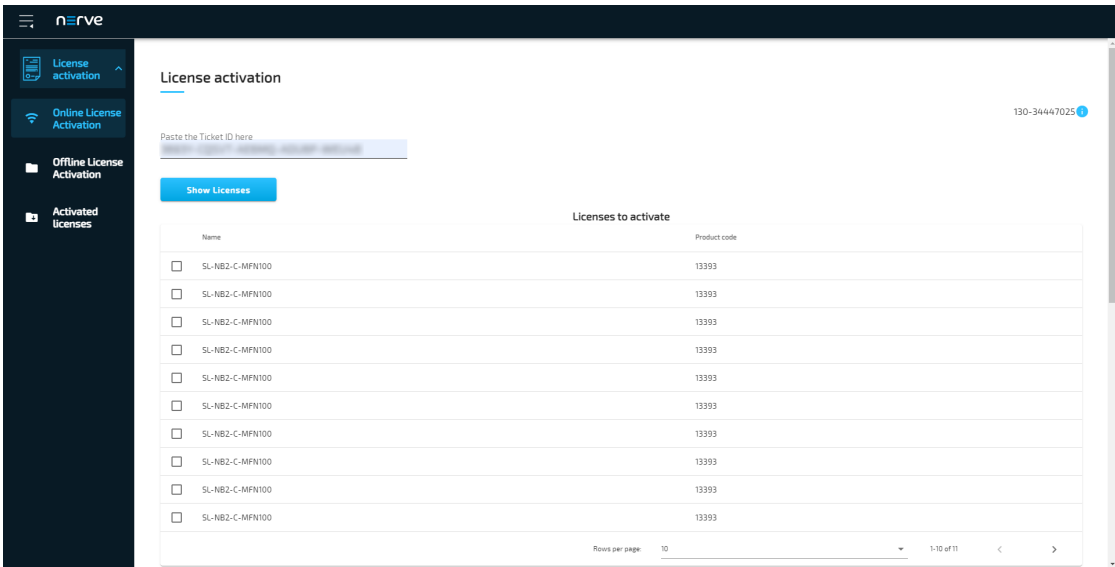 nerve
License
activation
Online License
Activation
Offline License
Activation
Activated
licenses
License activation
130-34447025
Paste the Ticket ID here
Show Licenses
Licenses to activate
Name Product code
SL-NB2-C-MFN100 13393
SL-NB2-C-MFN100 13393
SL-NB2-C-MFN100 13393
SL-NB2-C-MFN100 13393
SL-NB2-C-MFN100 13393
SL-NB2-C-MFN100 13393
SL-NB2-C-MFN100 13393
SL-NB2-C-MFN100 13393
SL-NB2-C-MFN100 13393
SL-NB2-C-MFN100 13393
Rows per page: 10 1-10 of 11